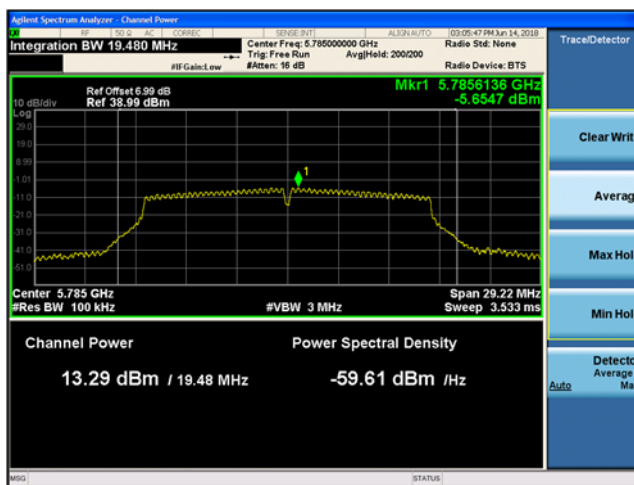 Agilent Spectrum Analyzer - Channel Power
RF 50 Ω AC CORREC SENSE:INT ALIGN AUTO 03:05:47 PM Jun 14, 2018
Integration BW 19.480 MHz
Center Freq: 5.785000000 GHz
Radio Std: None
Trig: Free Run
Avg|Hold: 200/200
#IFGain:Low
#Atten: 16 dB
Radio Device: BTS
Trace/Detector
Ref Offset 6.99 dB
Mkr1 5.7856136 GHz
10 dB/div
Ref 38.99 dBm
-5.6547 dBm
Log
29.0
19.0
8.99
-1.01
-11.0
-21.0
-31.0
-41.0
-51.0
1
Center 5.785 GHz
Span 29.22 MHz
#Res BW 100 kHz
#VBW 3 MHz
Sweep 3.533 ms
Channel Power
Power Spectral Density
13.29 dBm / 19.48 MHz
-59.61 dBm /Hz
Clear Writ
Averag
Max Hol
Min Hol
Detecto
Average
Auto
Ma
MSG
STATUS